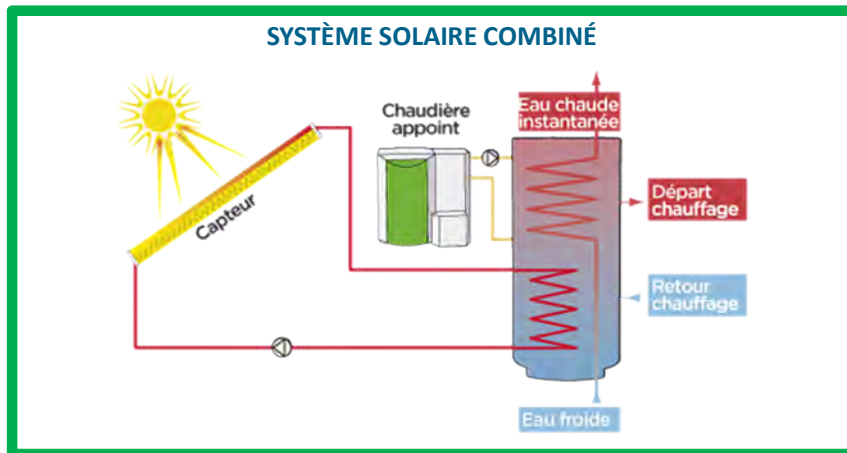 SYSTÈME SOLAIRE COMBINÉ
Chaudière
appoint
Eau chaude
instantanée
Capteur
Départ
chauffage
Retour
chauffage
Eau froide